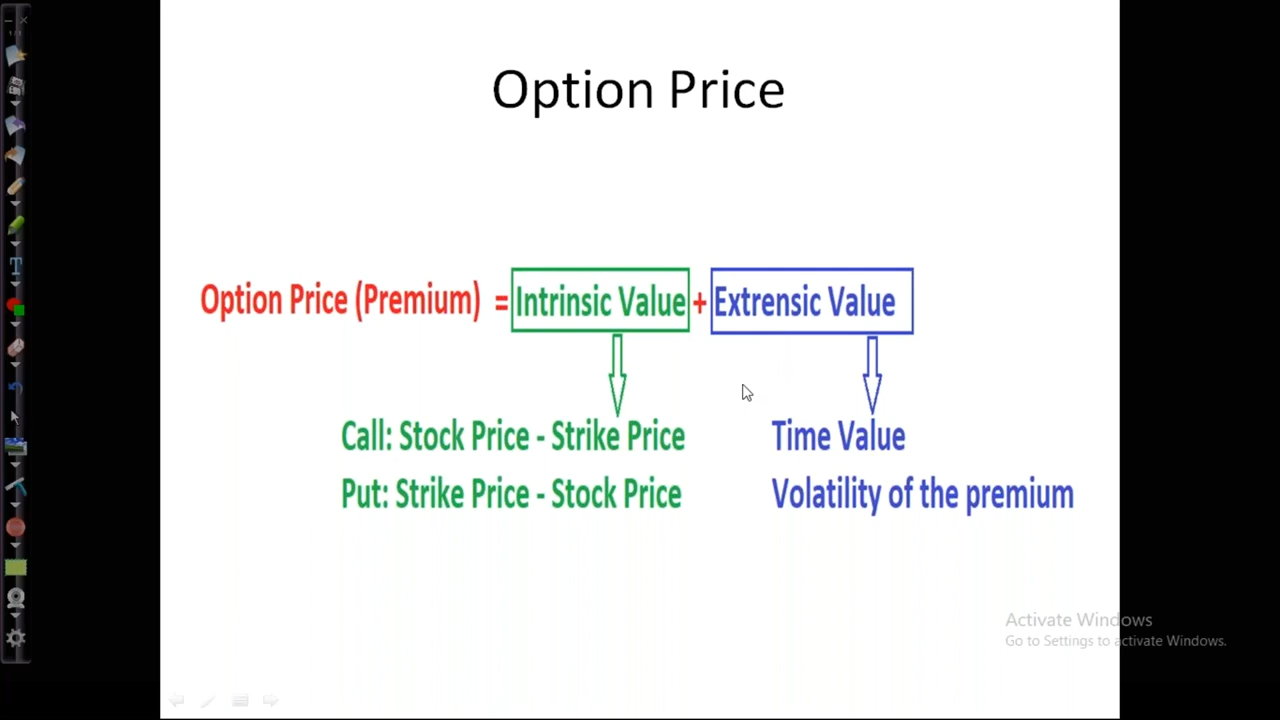 Option Price
Option Price (Premium) = Intrinsic Value + Extrensic Value
Call: Stock Price - Strike Price
Time Value
Put: Strike Price - Stock Price
Volatility of the premium
Activate Windows
Go to Settings to activate Windows.